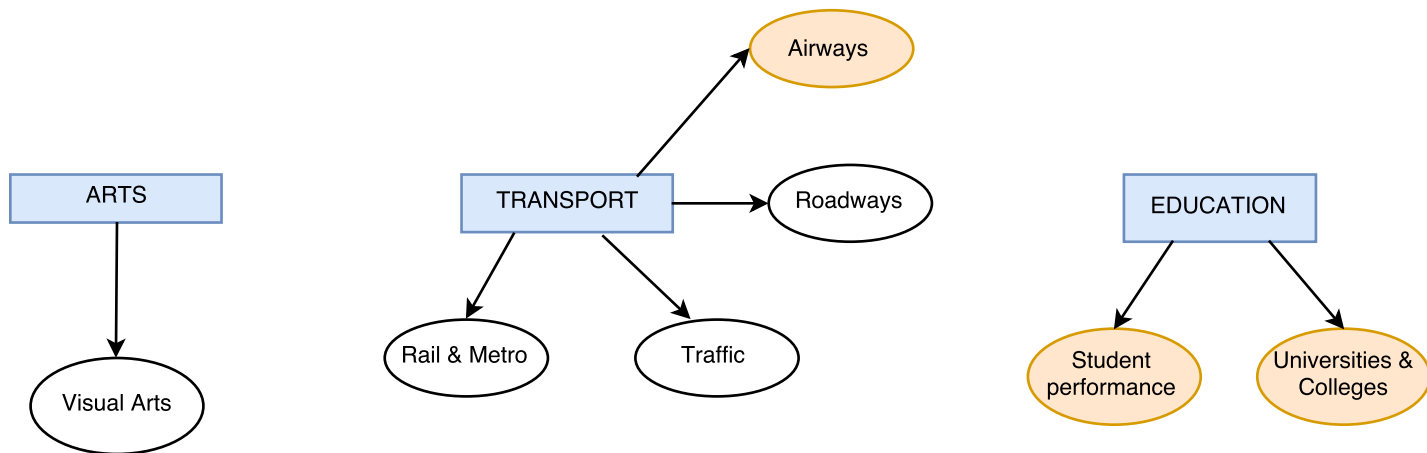 Airways
ARTS
TRANSPORT
Roadways
EDUCATION
Rail & Metro
Traffic
Student
performance
Universities &
Colleges
Visual Arts